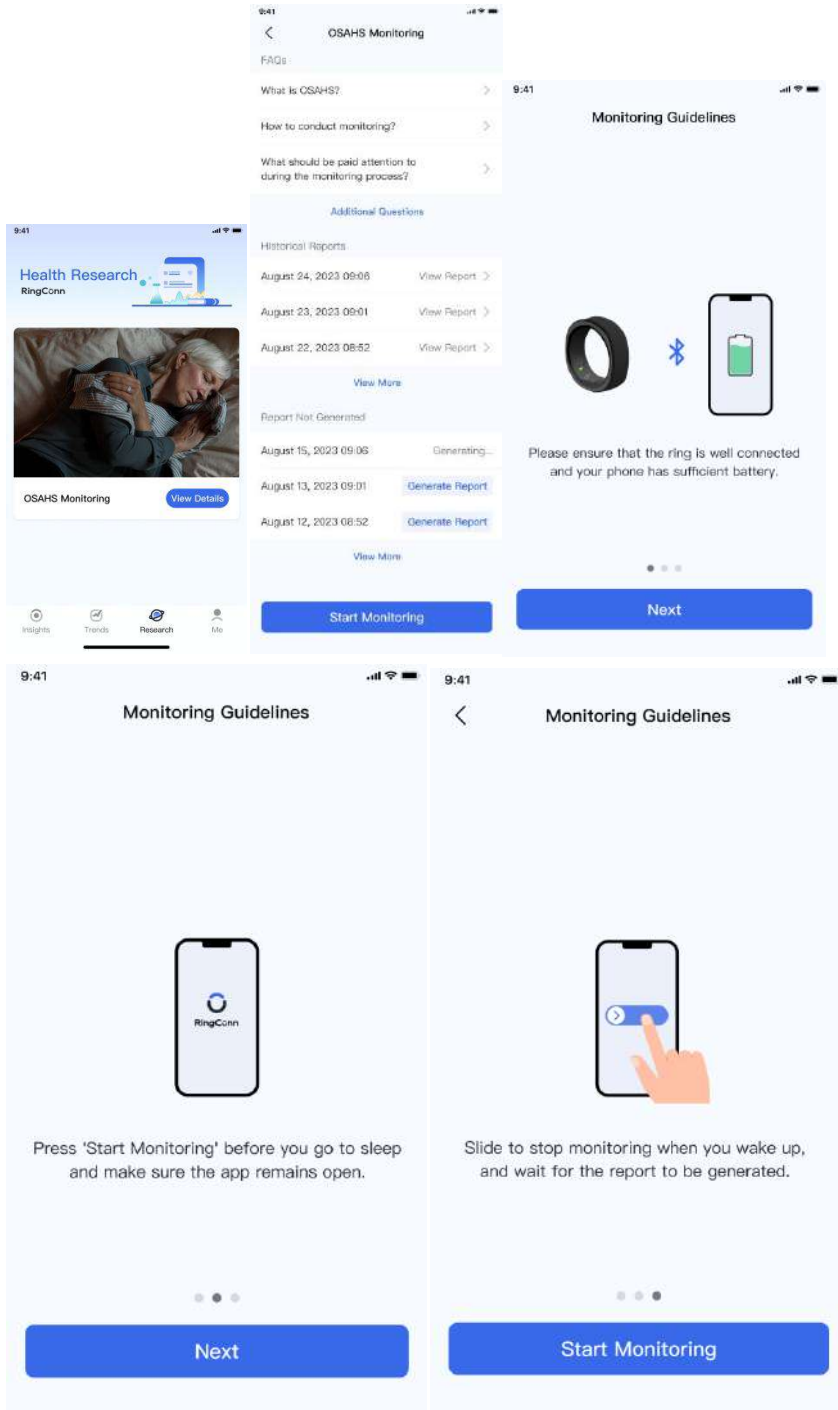 9:41
Health Research
RingConn
OSAHS Monitoring
View Details
Insights
Trends
Research
Me
9:41
OSAHS Monitoring
FAQs
What is OSAHS?
How to conduct monitoring?
What should be paid attention to
during the monitoring process?
Additional Questions
Historical Reports
August 24, 2023 09:06 View Report
August 23, 2023 09:01 View Report
August 22, 2023 08:52 View Report
View More
Report Not Generated
August 15, 2023 09:06 Generating...
August 13, 2023 09:01 Generate Report
August 12, 2023 08:52 Generate Report
View More
Start Monitoring
9:41
Monitoring Guidelines
Please ensure that the ring is well connected
and your phone has sufficient battery.
Next
9:41
Monitoring Guidelines
RingConn
Press 'Start Monitoring' before you go to sleep
and make sure the app remains open.
Next
9:41
Monitoring Guidelines
Slide to stop monitoring when you wake up,
and wait for the report to be generated.
Start Monitoring